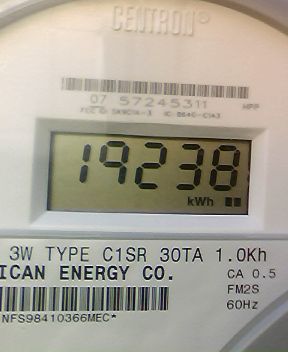 CENTRON®
07 57245311 MPP
19238
kWh
3W TYPE C1SR 30TA 1.0Kh
ICAN ENERGY CO. CA 0.5
FM2S
NFS98410366MEC* 60Hz